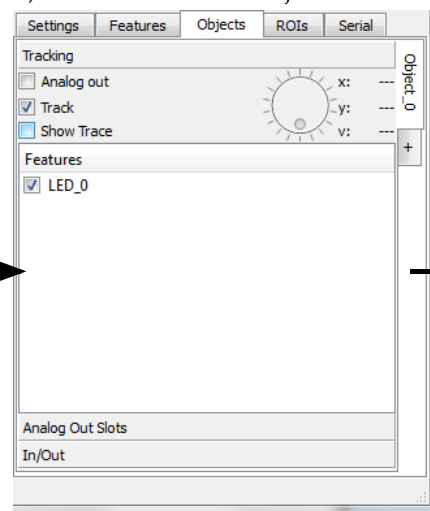 Settings Features Objects ROIs Serial
Tracking
Analog out x: ---
Track y: ---
Show Trace v: ---
Object_0
+
Features
LED_0
Analog Out Slots
In/Out